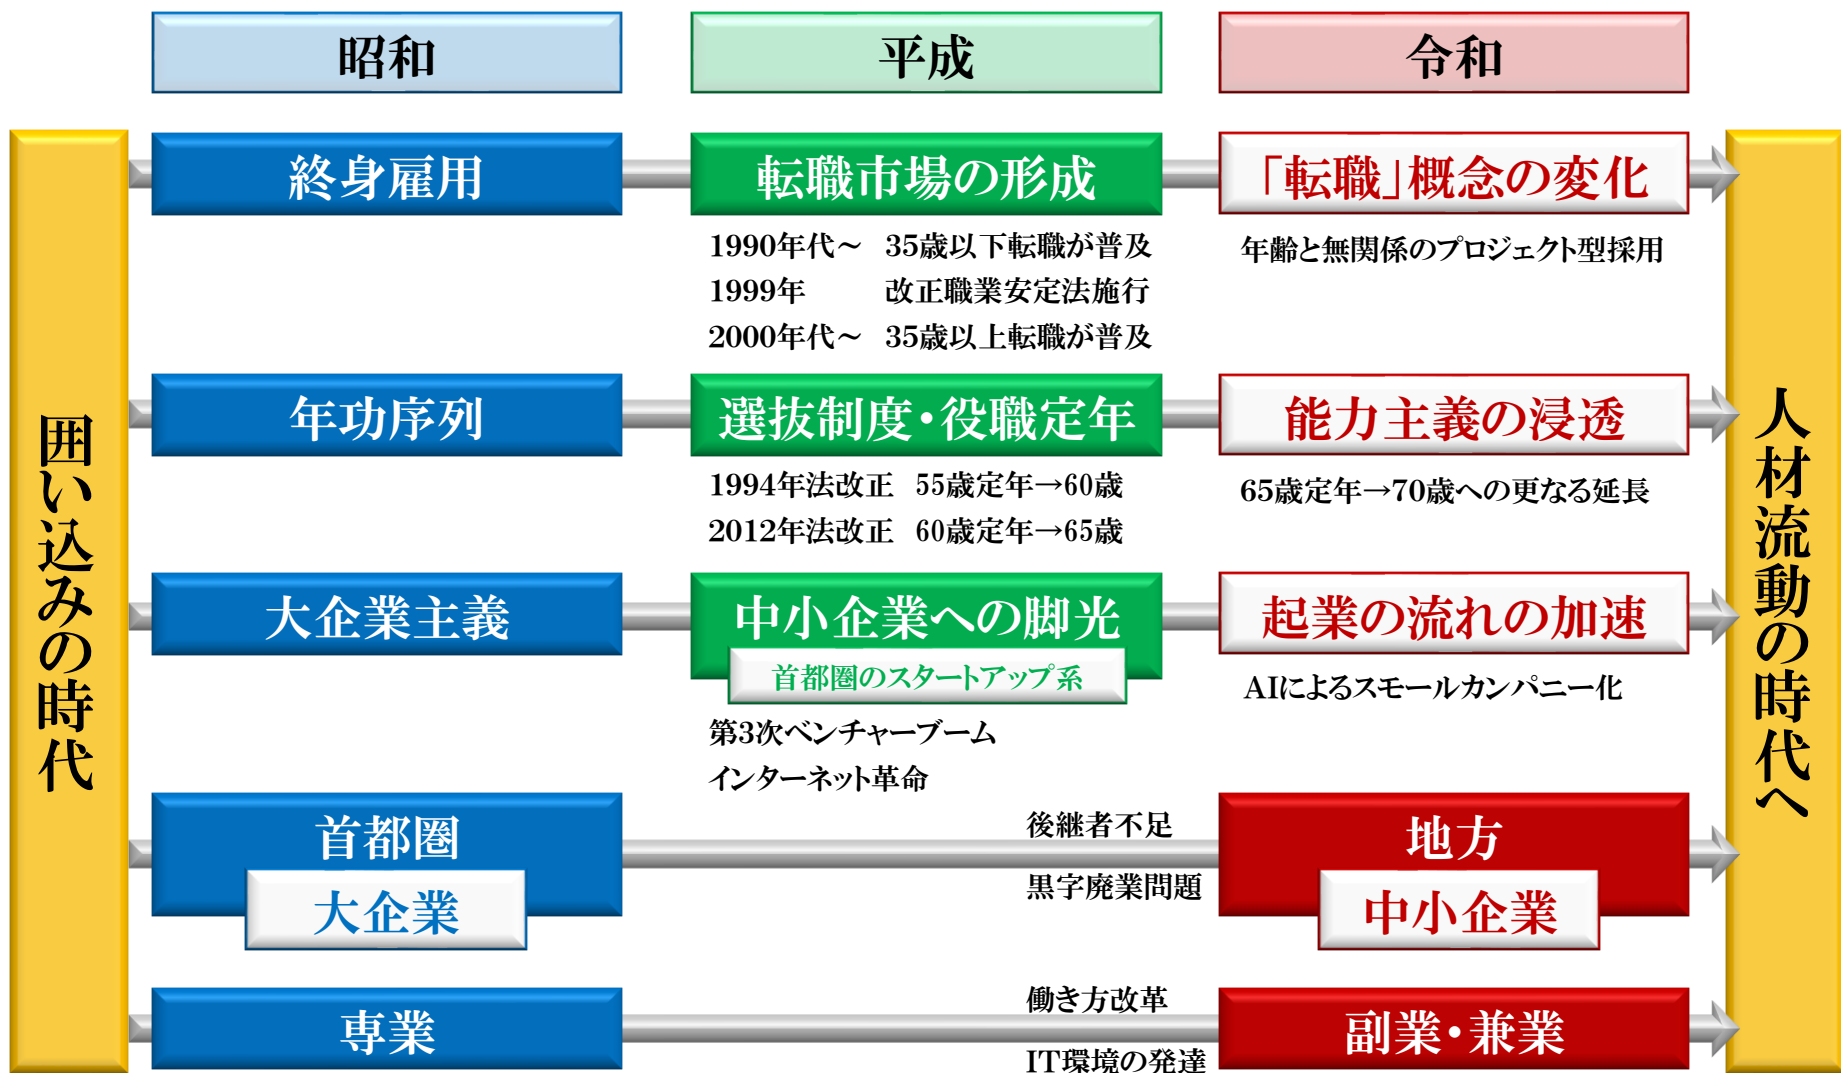 昭和
平成
令和
囲い込みの時代
終身雇用
転職市場の形成
1990年代～ 35歳以下転職が普及
1999年 改正職業安定法施行
2000年代～ 35歳以上転職が普及
「転職」概念の変化
年齢と無関係のプロジェクト型採用
年功序列
選抜制度・役職定年
1994年法改正 55歳定年→60歳
2012年法改正 60歳定年→65歳
能力主義の浸透
65歳定年→70歳への更なる延長
大企業主義
中小企業への脚光
首都圏のスタートアップ系
第3次ベンチャーブーム
インターネット革命
起業の流れの加速
AIによるスモールカンパニー化
首都圏
大企業
後継者不足
黒字廃業問題
地方
中小企業
専業
働き方改革
IT環境の発達
副業・兼業
人材流動の時代へ